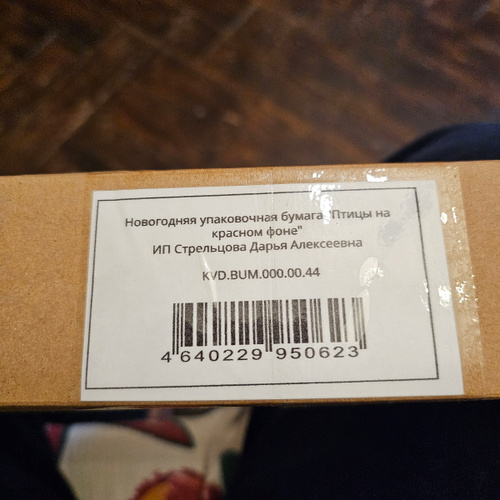 Новогодняя упаковочная бумага "Птицы на
красном фоне"
ИП Стрельцова Дарья Алексеевна
KVD.BUM.000.00.44
4 640229 950623